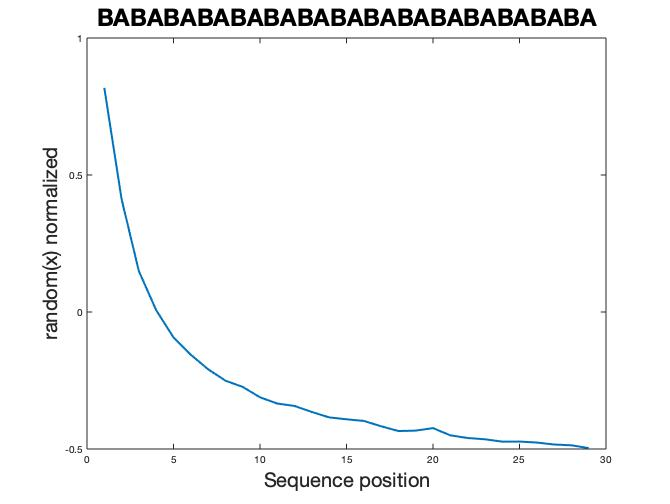 BABABABABABABABABABABABABABABA
1
0.5
random(x) normalized
0
-0.5
0 5 10 15 20 25 30
Sequence position